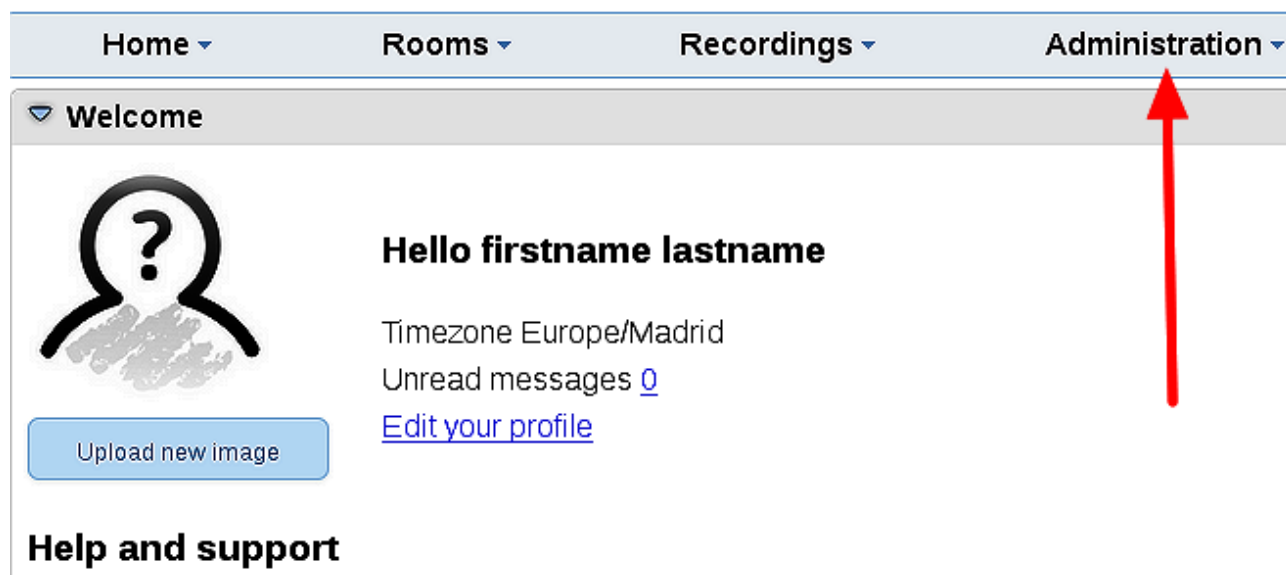 Home Rooms Recordings Administration
Welcome
?
Hello firstname lastname
Timezone Europe/Madrid
Unread messages 0
Edit your profile
Upload new image
Help and support